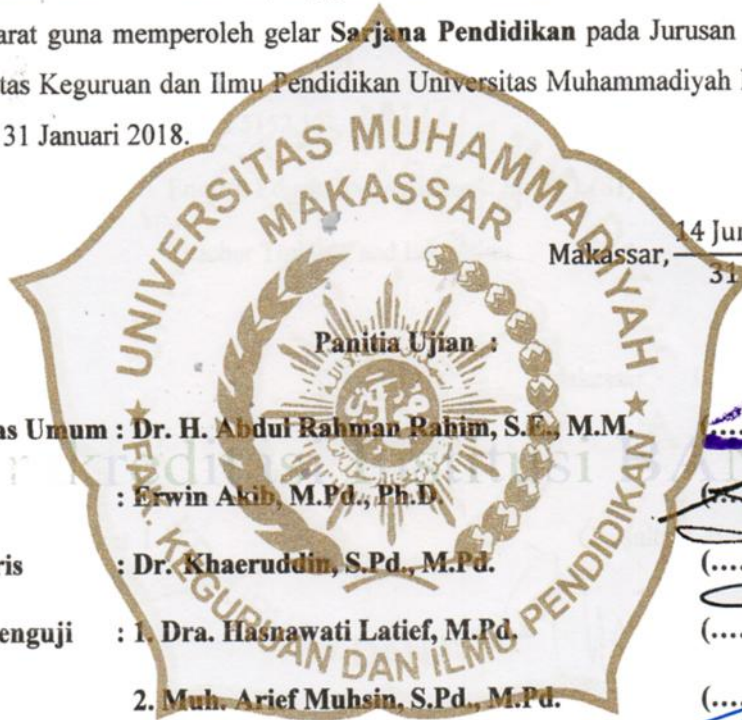 arat guna memperoleh gelar Sarjana Pendidikan pada Jurusan
tas Keguruan dan Ilmu Pendidikan Universitas Muhammadiyah
31 Januari 2018.
UNIVERSITAS MUHAMMADIYAH
MAKASSAR
14 Jun
Makassar,
31
Panitia Ujian :
as Umum : Dr. H. Abdul Rahman Rahim, S.E., M.M. (....
: Erwin Akib, M.Pd., Ph.D. (....
ris : Dr. Khaeruddin, S.Pd., M.Pd. (....
enguji : 1. Dra. Hasnawati Latief, M.Pd. (....
2. Muh. Arief Muhsin, S.Pd., M.Pd. (....
FAK. KEGURUAN DAN ILMU PENDIDIKAN